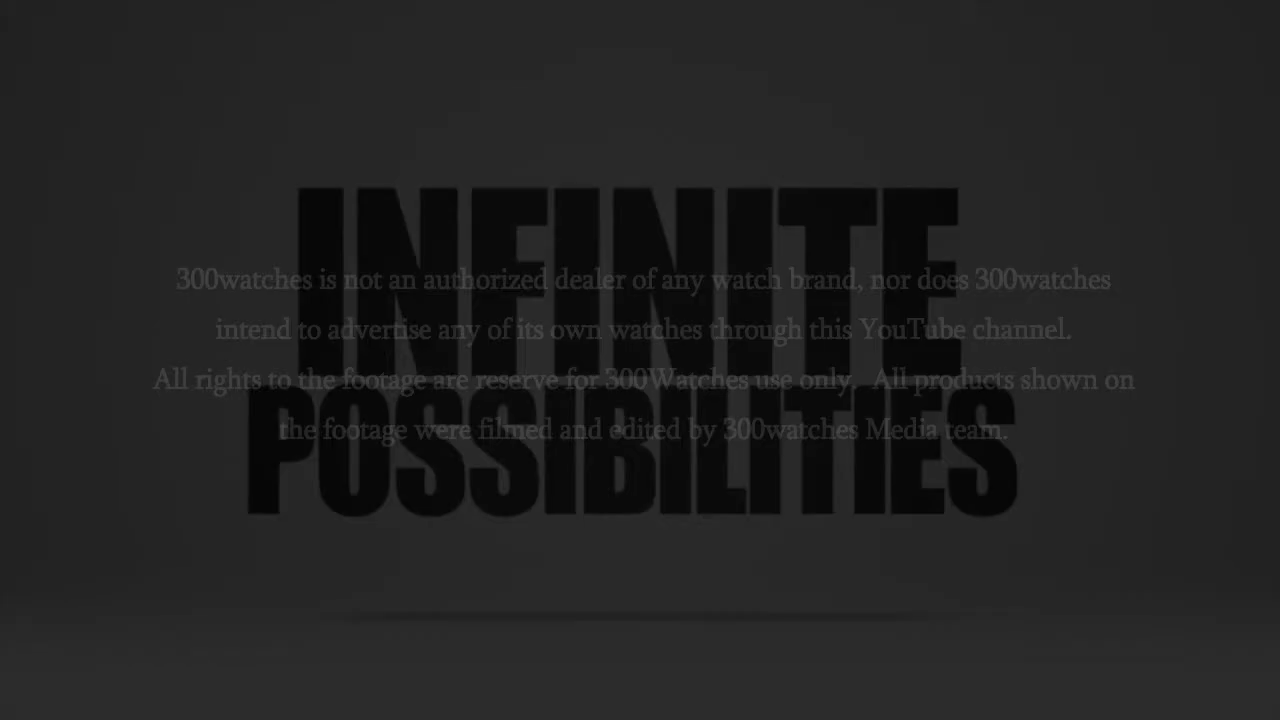 INFINITE
POSSIBILITIES
300watches is not an authorized dealer of any watch brand, nor does 300watches
intend to advertise any of its own watches through this YouTube channel.
All rights to the footage are reserve for 300Watches use only. All products shown on
the footage were filmed and edited by 300watches Media team.